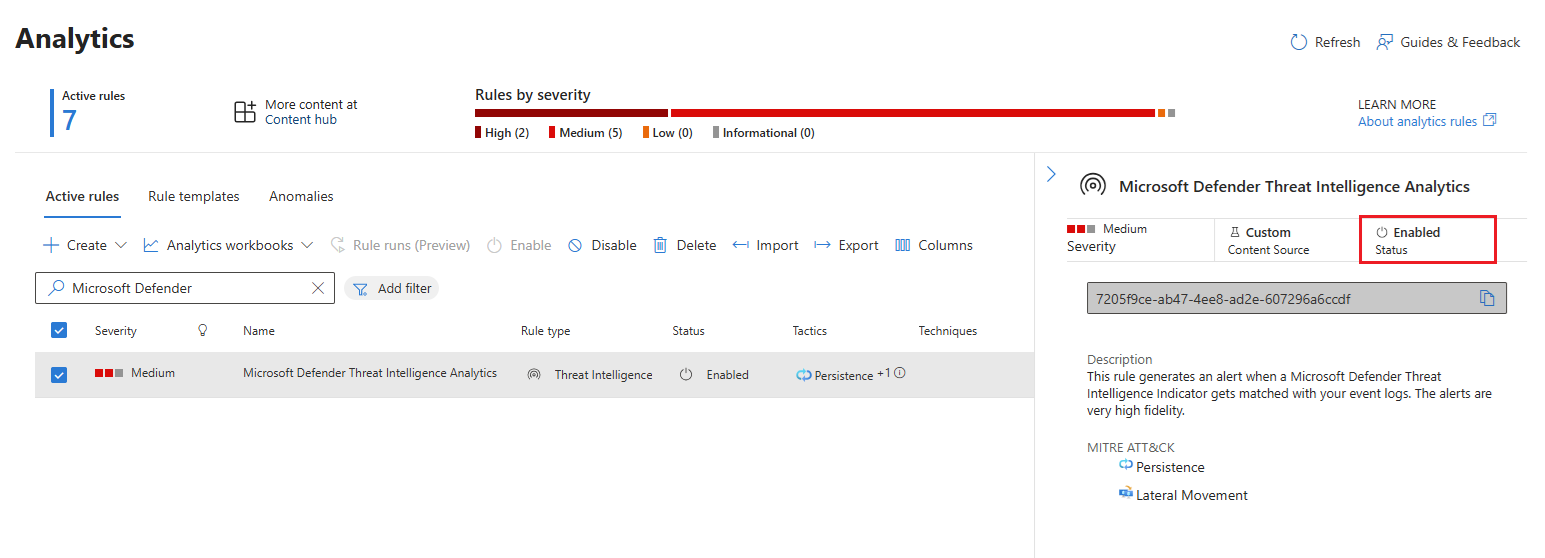 Analytics
Refresh Guides & Feedback
Active rules
7
More content at
Content hub
Rules by severity
High (2) Medium (5) Low (0) Informational (0)
LEARN MORE
About analytics rules
Active rules Rule templates Anomalies
Create Analytics workbooks Rule runs (Preview) Enable Disable Delete Import Export Columns
Microsoft Defender Add filter
Severity Name Rule type Status Tactics Techniques
Medium Microsoft Defender Threat Intelligence Analytics Threat Intelligence Enabled Persistence +1
Microsoft Defender Threat Intelligence Analytics
Medium
Severity
Custom
Content Source
Enabled
Status
7205f9ce-ab47-4ee8-ad2e-607296a6ccdf
Description
This rule generates an alert when a Microsoft Defender Threat
Intelligence Indicator gets matched with your event logs. The alerts are
very high fidelity.
MITRE ATT&CK
Persistence
Lateral Movement